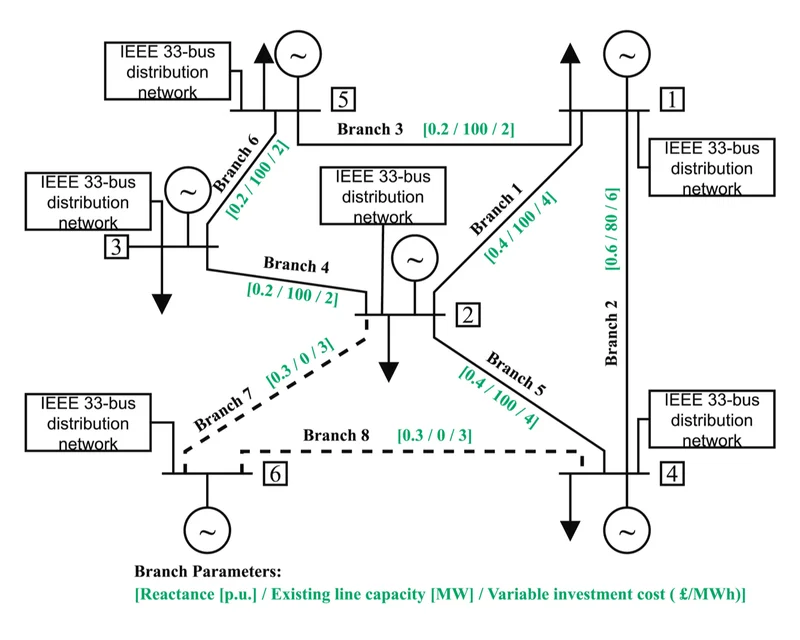 IEEE 33-bus
distribution
network
~
5
~
1
Branch 3 [0.2 / 100 / 2]
Branch 6
[0.2 / 100 / 2]
IEEE 33-bus
distribution
network
IEEE 33-bus
distribution
network
~
3
IEEE 33-bus
distribution
network
Branch 1
[0.4 / 100 / 4]
[0.6 / 80 / 6]
Branch 2
~
Branch 4
[0.2 / 100 / 2]
2
Branch 5
[0.4 / 100 / 4]
Branch 7 [0.3 / 0 / 3]
IEEE 33-bus
distribution
network
IEEE 33-bus
distribution
network
Branch 8 [0.3 / 0 / 3]
6
4
~
~
Branch Parameters:
[Reactance [p.u.] / Existing line capacity [MW] / Variable investment cost ( £/MWh)]